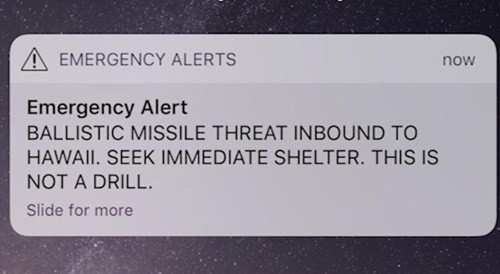 EMERGENCY ALERTS now
Emergency Alert
BALLISTIC MISSILE THREAT INBOUND TO
HAWAII. SEEK IMMEDIATE SHELTER. THIS IS
NOT A DRILL.
Slide for more